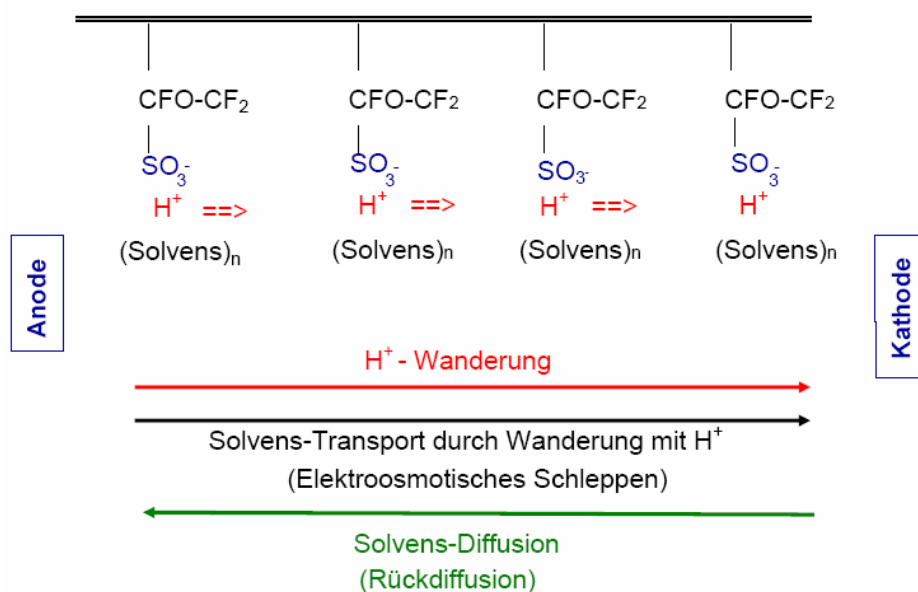 CFO-CF₂ CFO-CF₂ CFO-CF₂ CFO-CF₂
SO₃⁻ SO₃⁻ SO₃- SO₃⁻
H⁺ ==> H⁺ ==> H⁺ ==> H⁺
(Solvens)n (Solvens)n (Solvens)n (Solvens)n
Anode
Kathode
H⁺ - Wanderung
Solvens-Transport durch Wanderung mit H⁺
(Elektroosmotisches Schleppen)
Solvens-Diffusion
(Rückdiffusion)